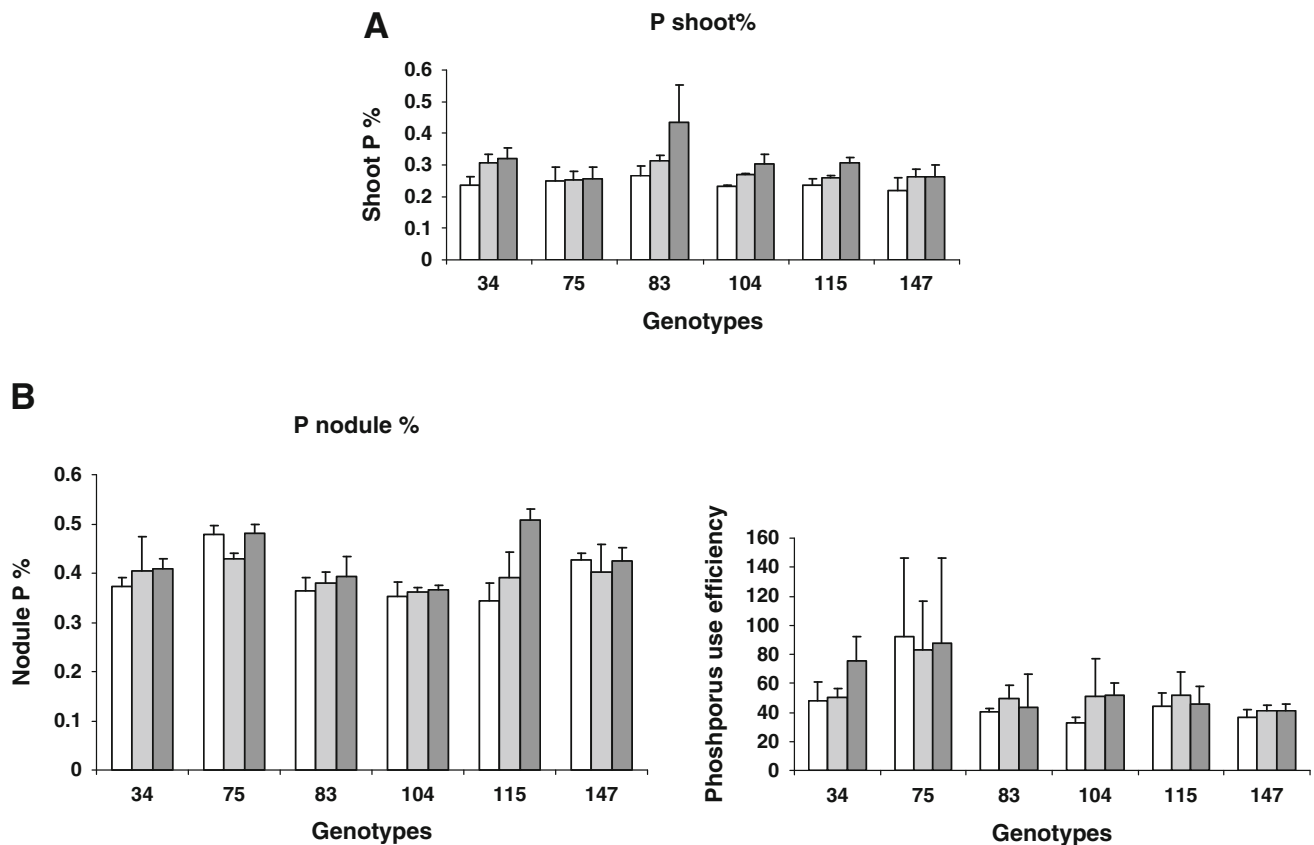 A
P shoot%
Shoot P %
0.6
0.5
0.4
0.3
0.2
0.1
0
34 75 83 104 115 147
Genotypes
B
P nodule %
Nodule P %
0.6
0.5
0.4
0.3
0.2
0.1
0
34 75 83 104 115 147
Genotypes
Phoshporus use efficiency
160
140
120
100
80
60
40
20
0
34 75 83 104 115 147
Genotypes